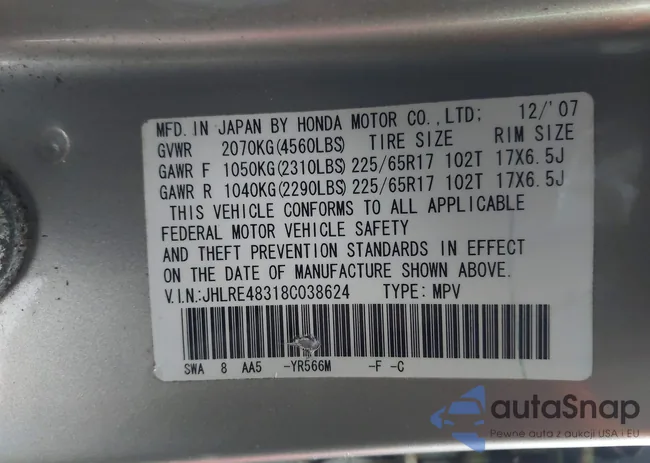 MFD. IN JAPAN BY HONDA MOTOR CO.,LTD; 12/'07
GVWR 2070KG(4560LBS) TIRE SIZE RIM SIZE
GAWR F 1050KG(2310LBS) 225/65R17 102T 17X6.5J
GAWR R 1040KG(2290LBS) 225/65R17 102T 17X6.5J
THIS VEHICLE CONFORMS TO ALL APPLICABLE
FEDERAL MOTOR VEHICLE SAFETY
AND THEFT PREVENTION STANDARDS IN EFFECT
ON THE DATE OF MANUFACTURE SHOWN ABOVE.
V.I.N.:JHLRE48318C038624 TYPE: MPV
SWA 8 AA5 -YR566M -F -C
autaSnap
Pewne auta z aukcji USA i EU